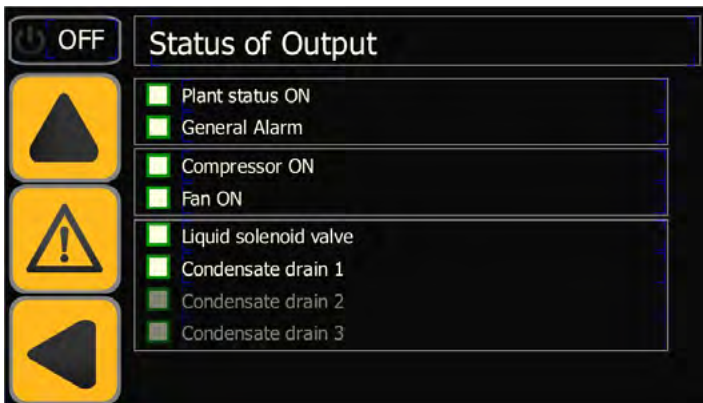 OFF
Status of Output
Plant status ON
General Alarm
Compressor ON
Fan ON
Liquid solenoid valve
Condensate drain 1
Condensate drain 2
Condensate drain 3